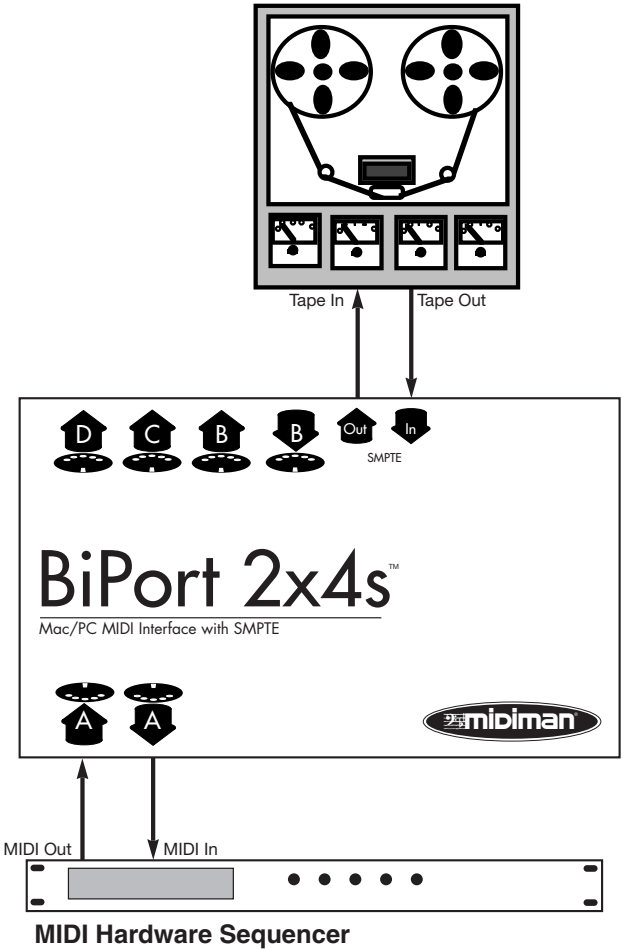 Tape In Tape Out
D C B B Out In
SMPTE
BiPort 2x4s™
Mac/PC MIDI Interface with SMPTE
A A
midiman
MIDI Out MIDI In
MIDI Hardware Sequencer